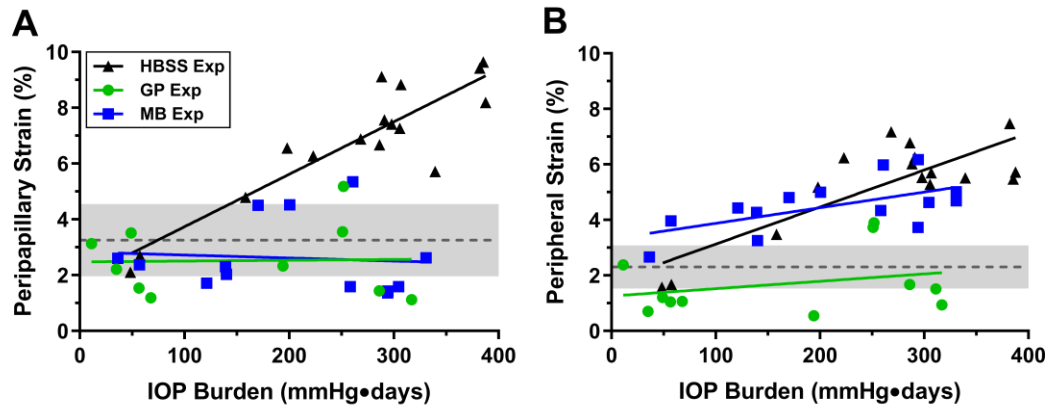 A
Peripapillary Strain (%)
10
8
6
4
2
0
HBSS Exp
GP Exp
MB Exp
0 100 200 300 400
IOP Burden (mmHg•days)
B
Peripheral Strain (%)
10
8
6
4
2
0
0 100 200 300 400
IOP Burden (mmHg•days)